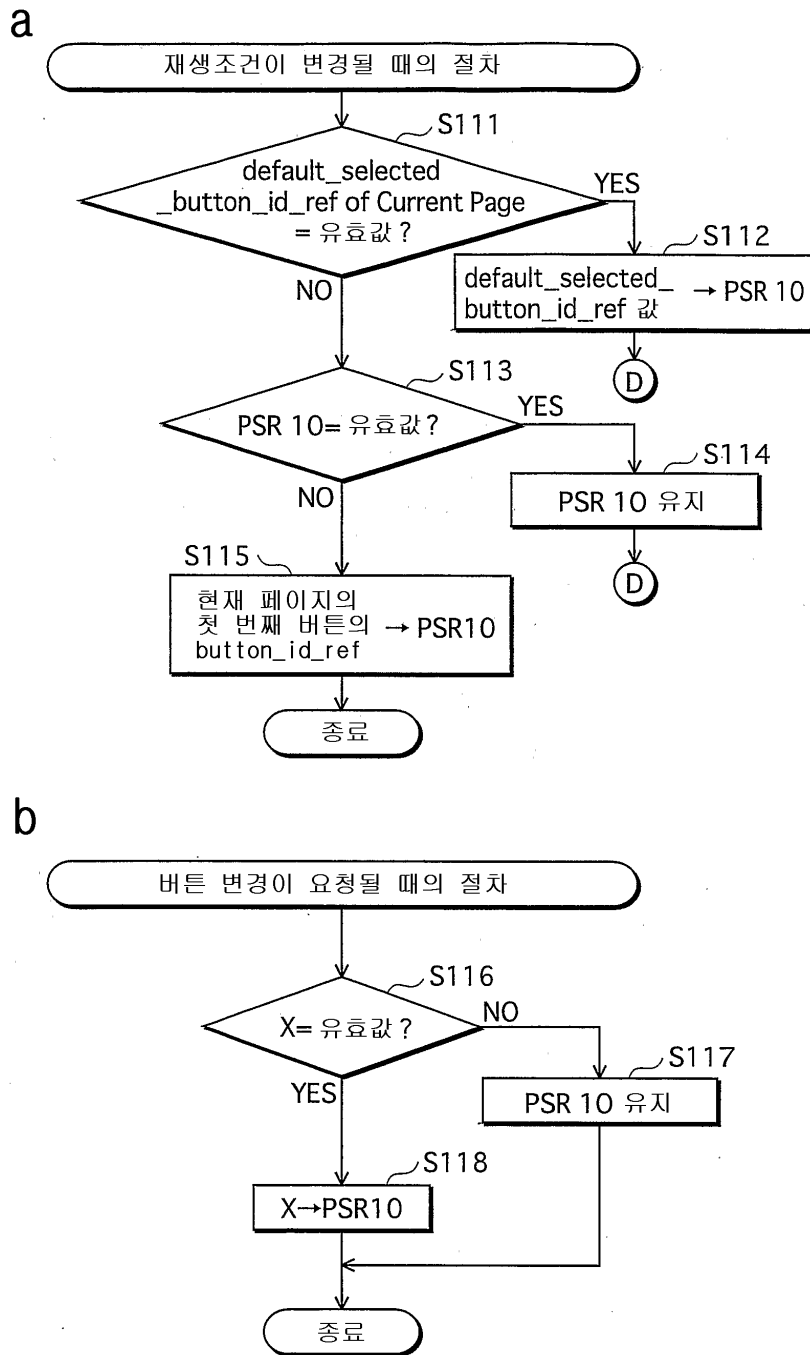 a
재생조건이 변경될 때의 절차
S111
default_selected
_button_id_ref of Current Page
= 유효값 ?
YES
S112
default_selected_
button_id_ref 값 → PSR 10
NO
D
S113
PSR 10= 유효값 ?
YES
S114
PSR 10 유지
NO
D
S115
현재 페이지의
첫 번째 버튼의 → PSR10
button_id_ref
종료
b
버튼 변경이 요청될 때의 절차
S116
X= 유효값 ?
NO
S117
PSR 10 유지
YES
S118
X→PSR10
종료